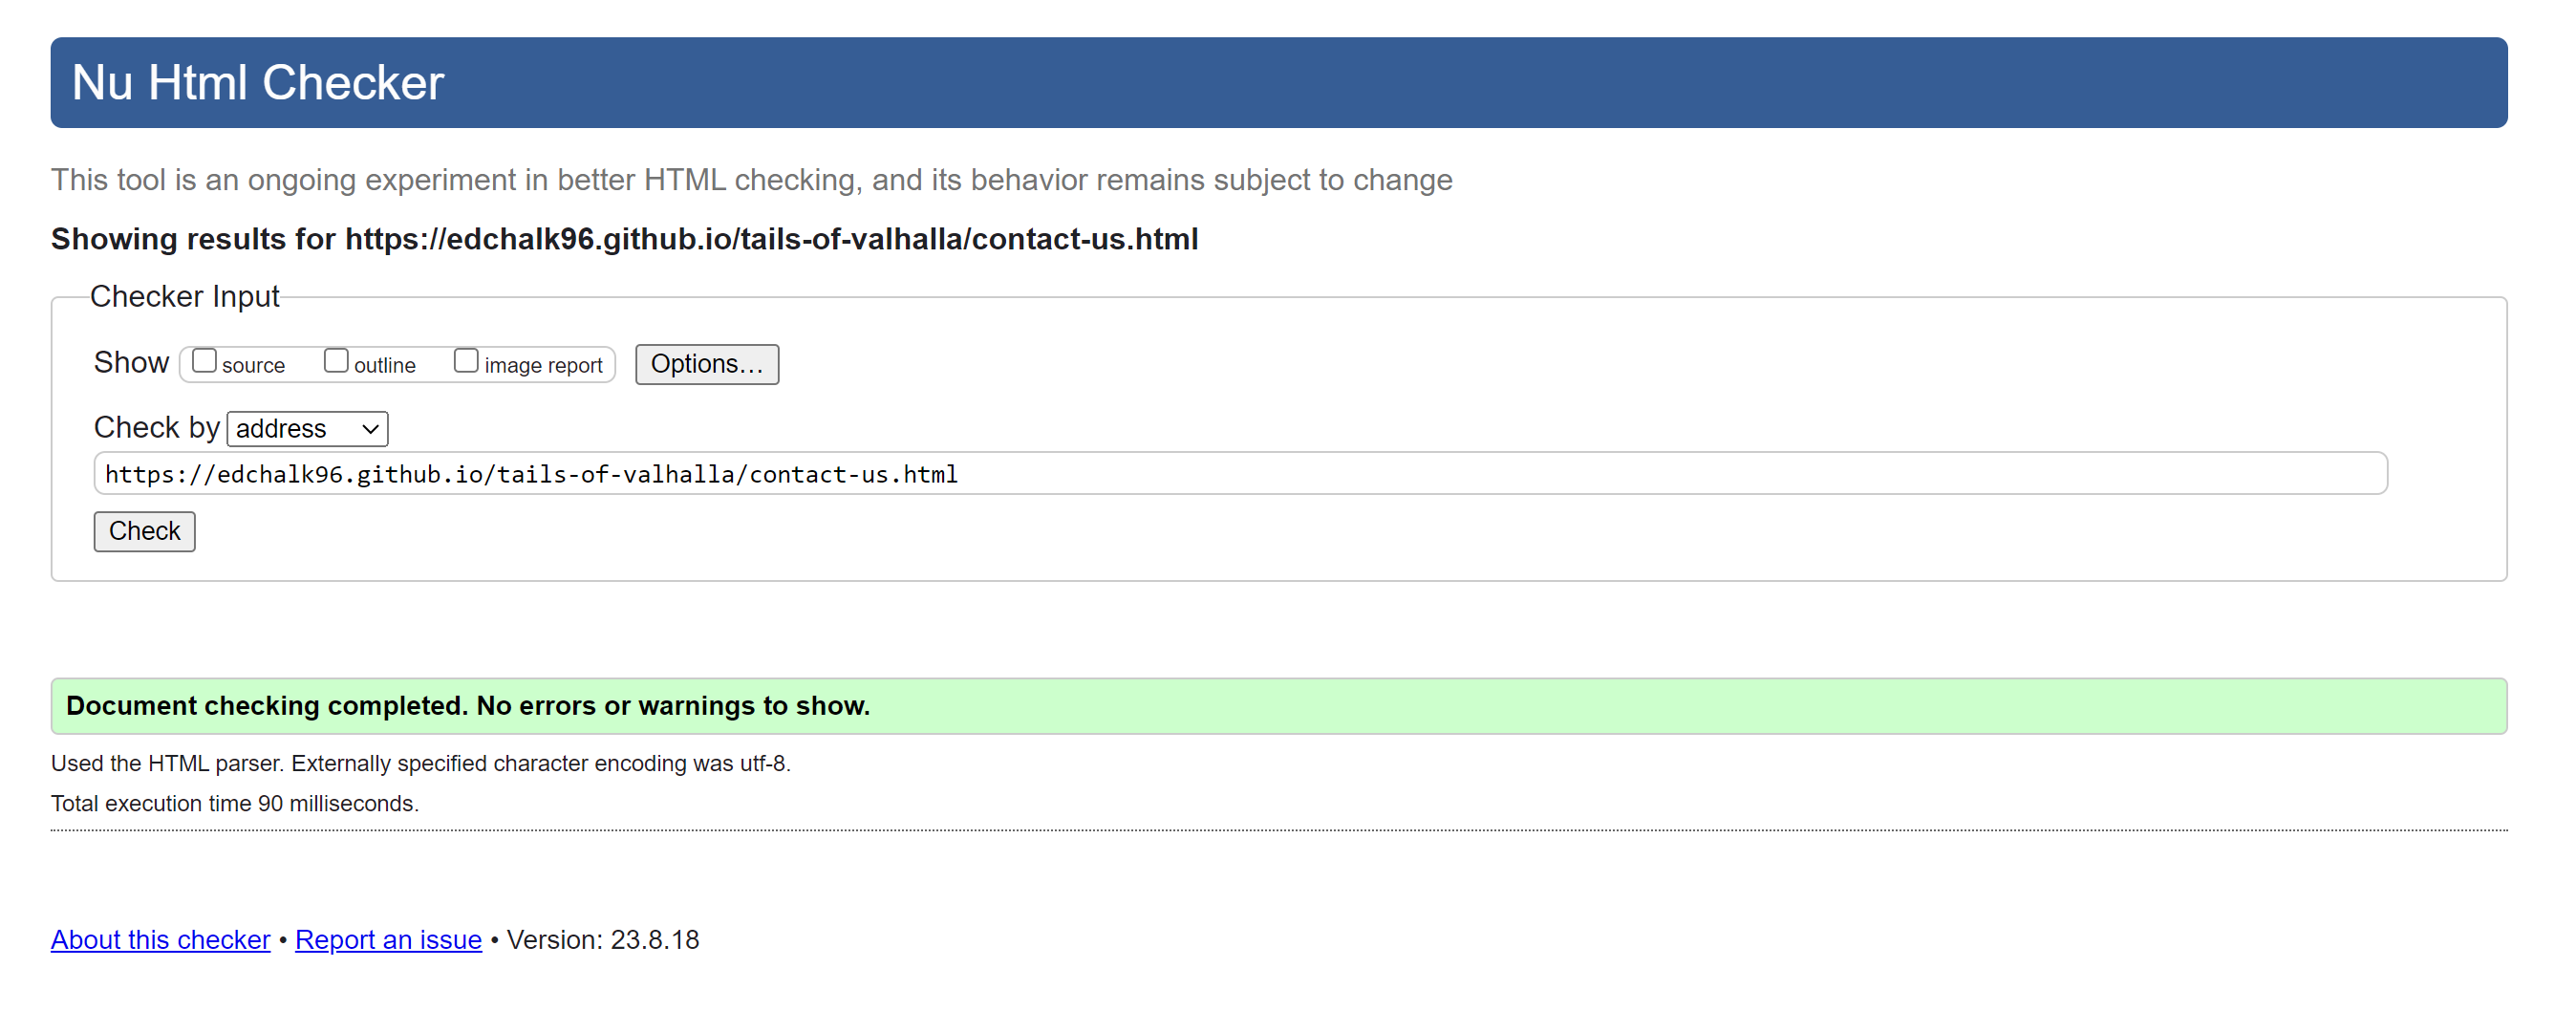 Nu Html Checker
This tool is an ongoing experiment in better HTML checking, and its behavior remains subject to change
Showing results for https://edchalk96.github.io/tails-of-valhalla/contact-us.html
Checker Input
Show source outline image report Options…
Check by address
https://edchalk96.github.io/tails-of-valhalla/contact-us.html
Check
Document checking completed. No errors or warnings to show.
Used the HTML parser. Externally specified character encoding was utf-8.
Total execution time 90 milliseconds.
About this checker • Report an issue • Version: 23.8.18